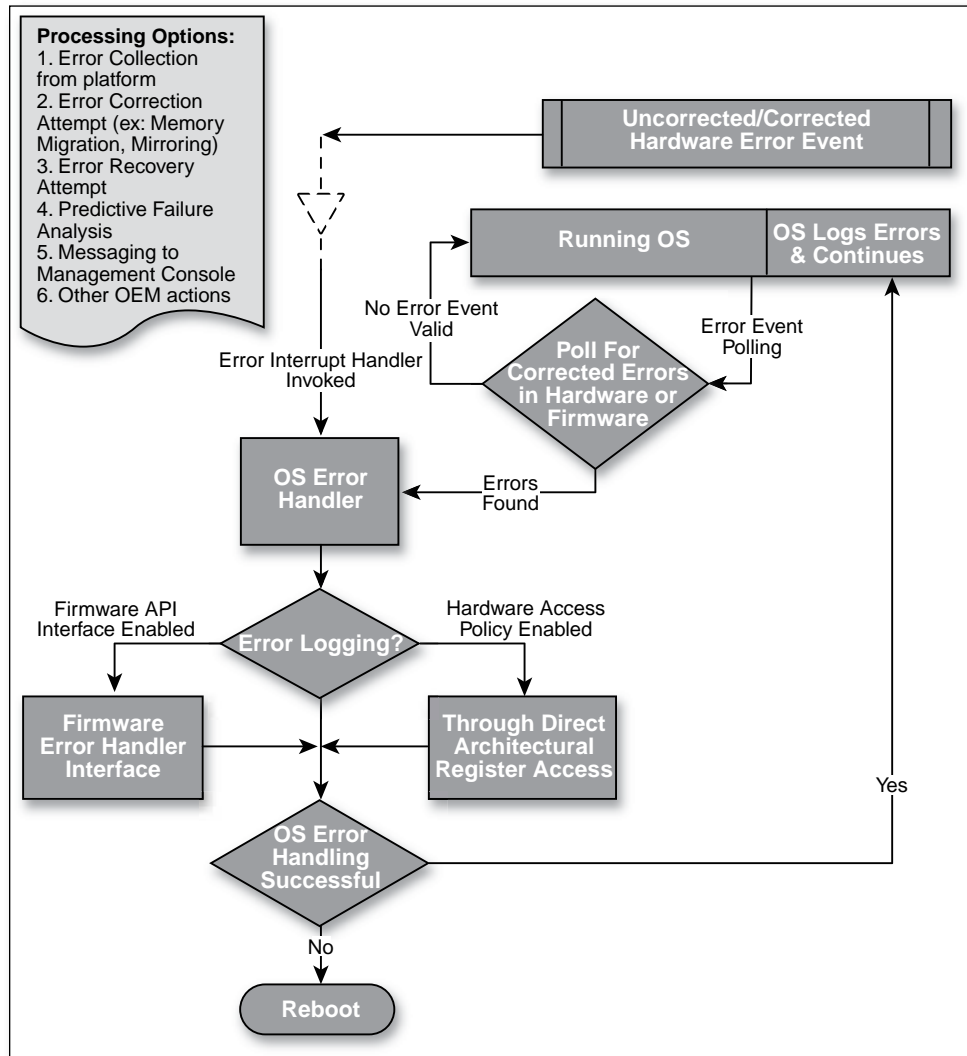 Processing Options:
1. Error Collection
from platform
2. Error Correction
Attempt (ex: Memory
Migration, Mirroring)
3. Error Recovery
Attempt
4. Predictive Failure
Analysis
5. Messaging to
Management Console
6. Other OEM actions
Uncorrected/Corrected
Hardware Error Event
Running OS
OS Logs Errors
& Continues
No Error Event
Valid
Error Event
Polling
Poll For
Corrected Errors
in Hardware or
Firmware
Error Interrupt Handler
Invoked
OS Error
Handler
Errors
Found
Firmware API
Interface Enabled
Error Logging?
Hardware Access
Policy Enabled
Firmware
Error Handler
Interface
Through Direct
Architectural
Register Access
Yes
OS Error
Handling
Successful
No
Reboot